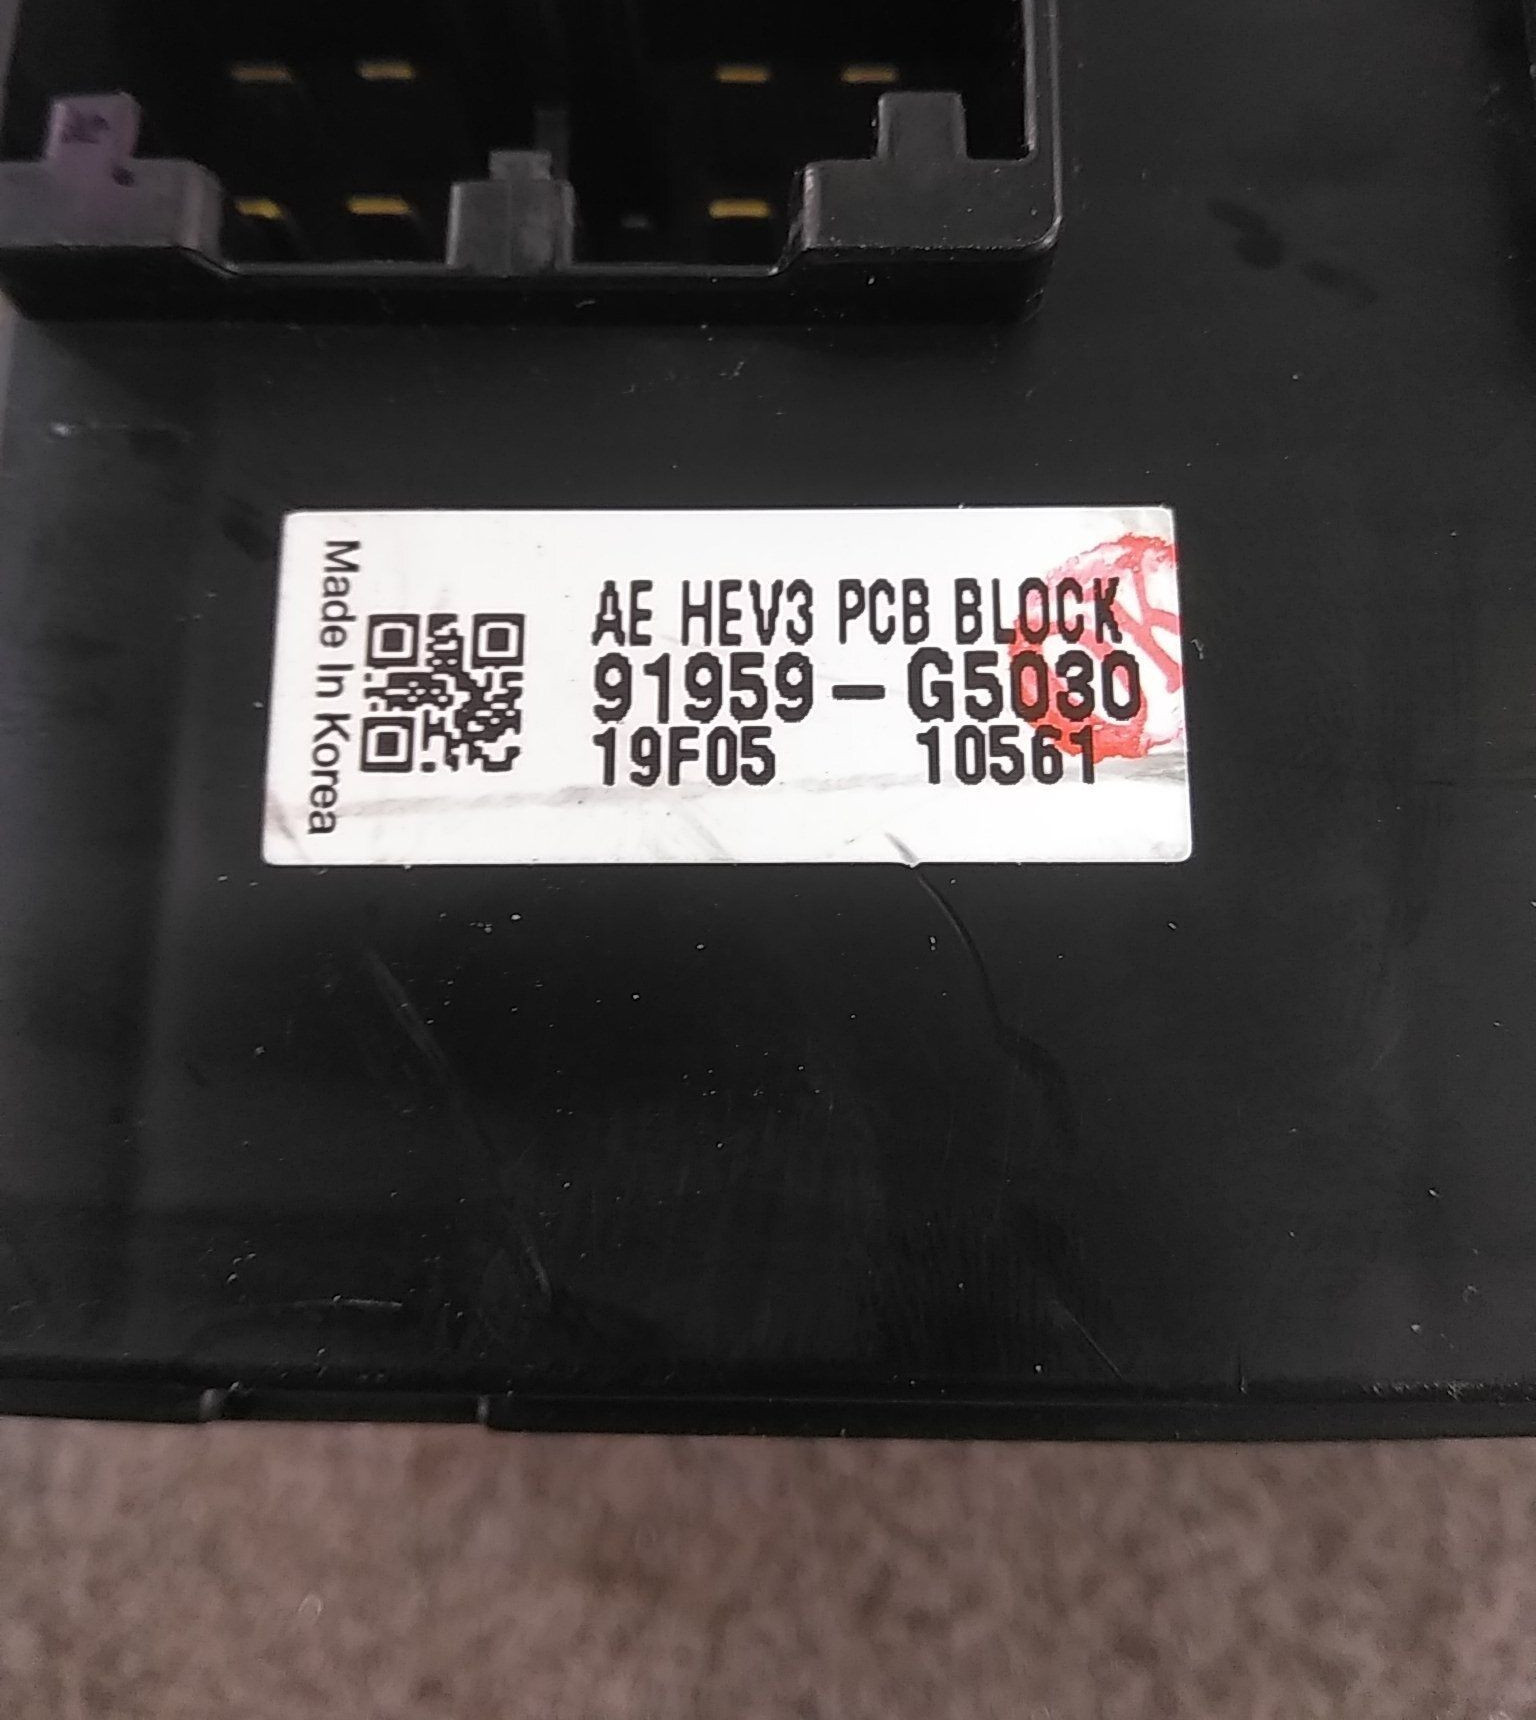 Made In Korea
AE HEV3 PCB BLOCK
91959-G5030
19F05 10561